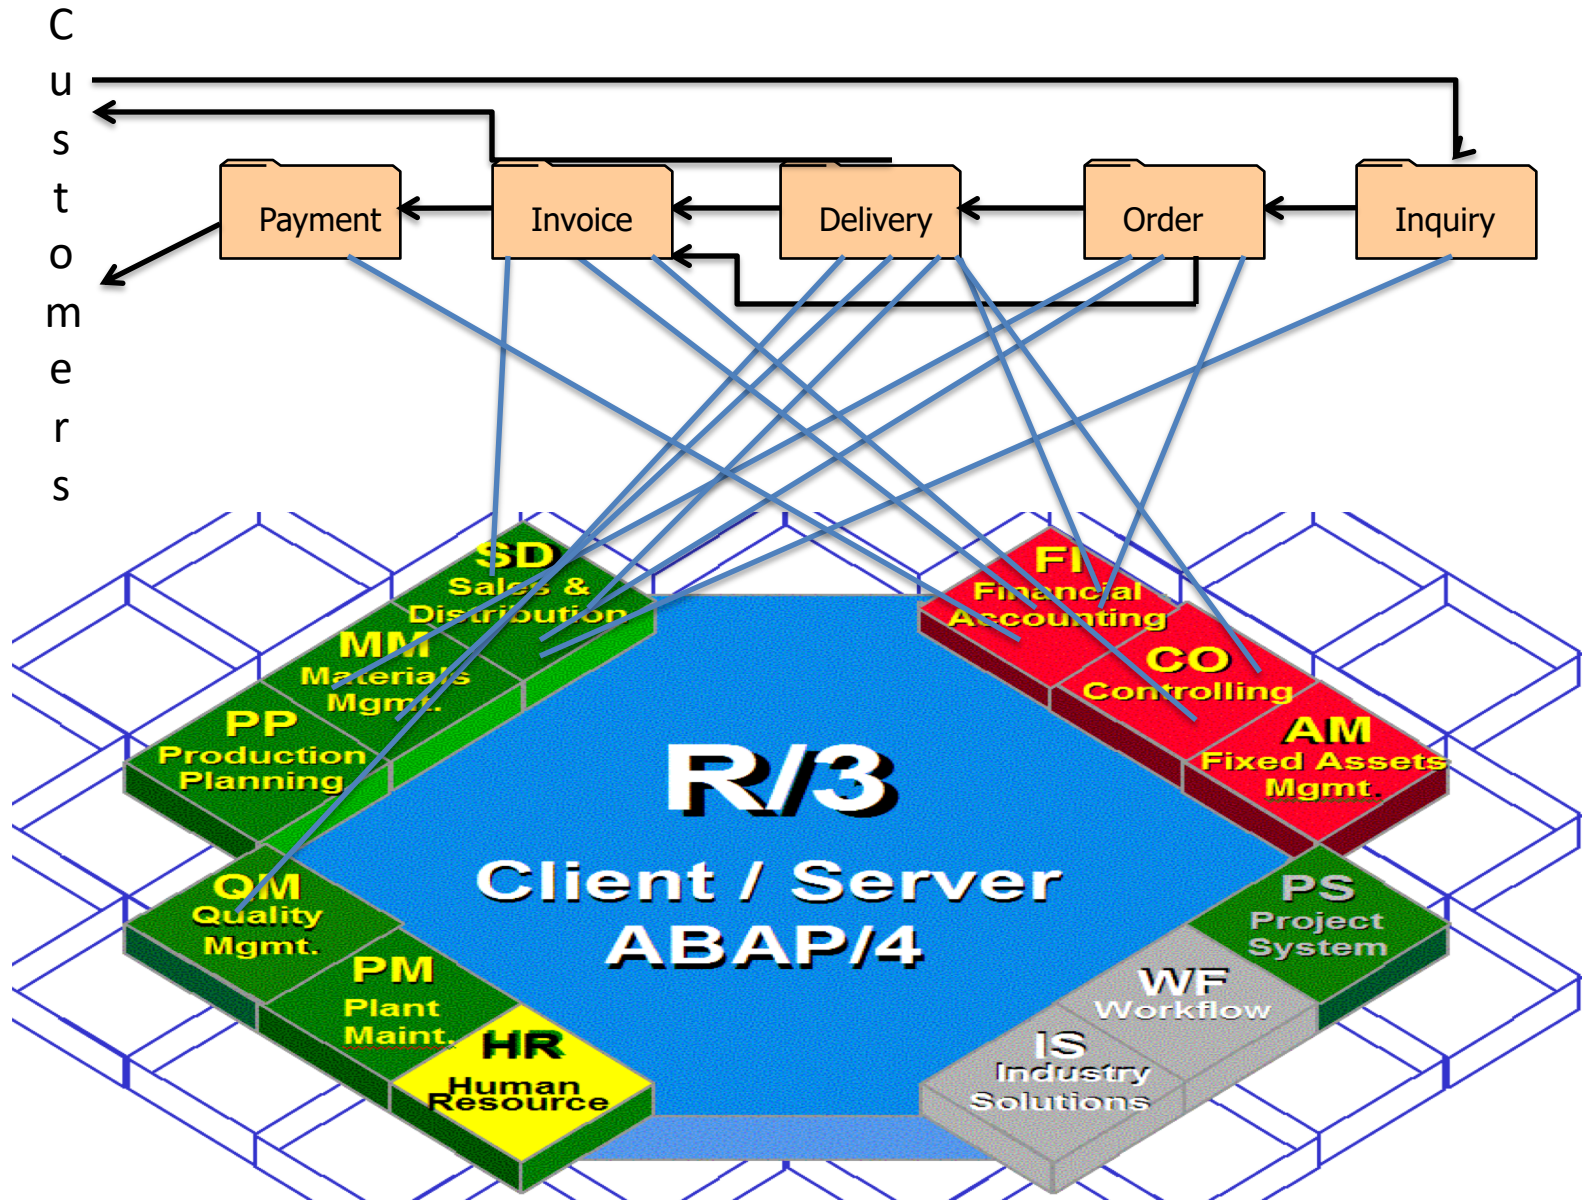 Customers
Payment
Invoice
Delivery
Order
Inquiry
SD
Sales &
Distribution
MM
Materials
Mgmt.
PP
Production
Planning
FI
Financial
Accounting
CO
Controlling
AM
Fixed Assets
Mgmt.
R/3
Client / Server
ABAP/4
QM
Quality
Mgmt.
PM
Plant
Maint.
HR
Human
Resource
PS
Project
System
WF
Workflow
IS
Industry
Solutions